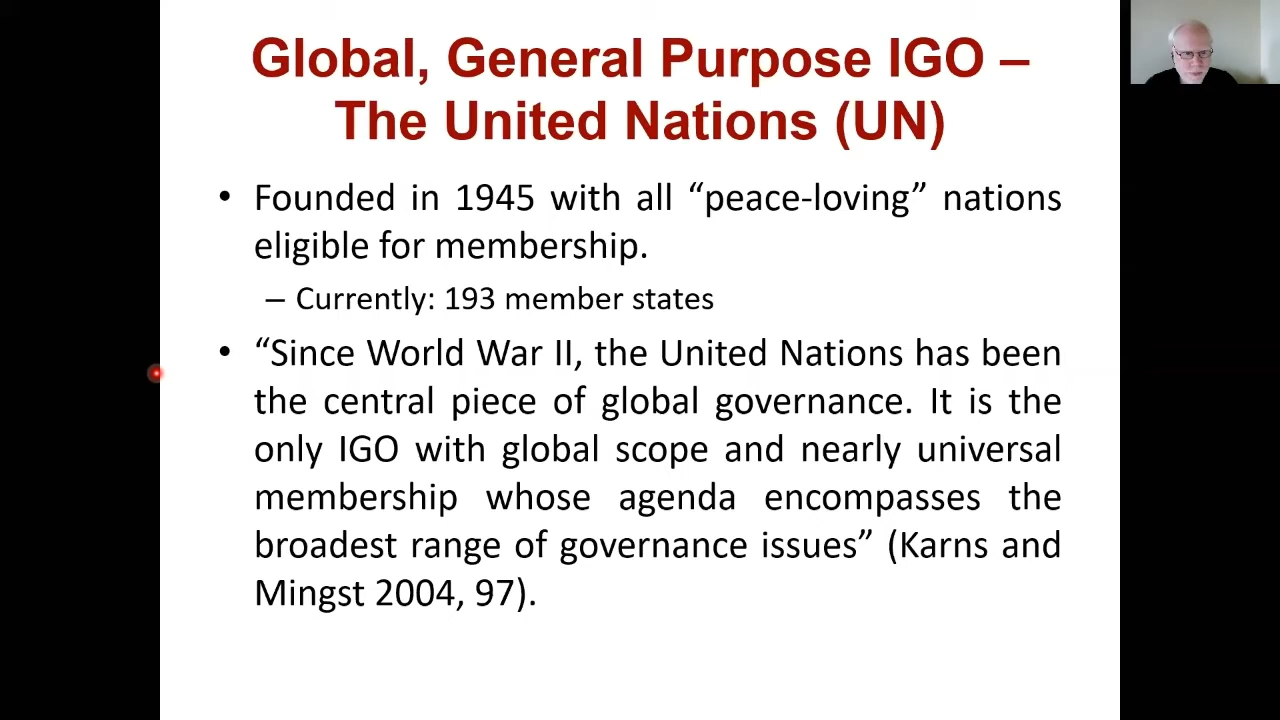 Global, General Purpose IGO –
The United Nations (UN)
• Founded in 1945 with all “peace-loving” nations
eligible for membership.
– Currently: 193 member states
• “Since World War II, the United Nations has been
the central piece of global governance. It is the
only IGO with global scope and nearly universal
membership whose agenda encompasses the
broadest range of governance issues” (Karns and
Mingst 2004, 97).